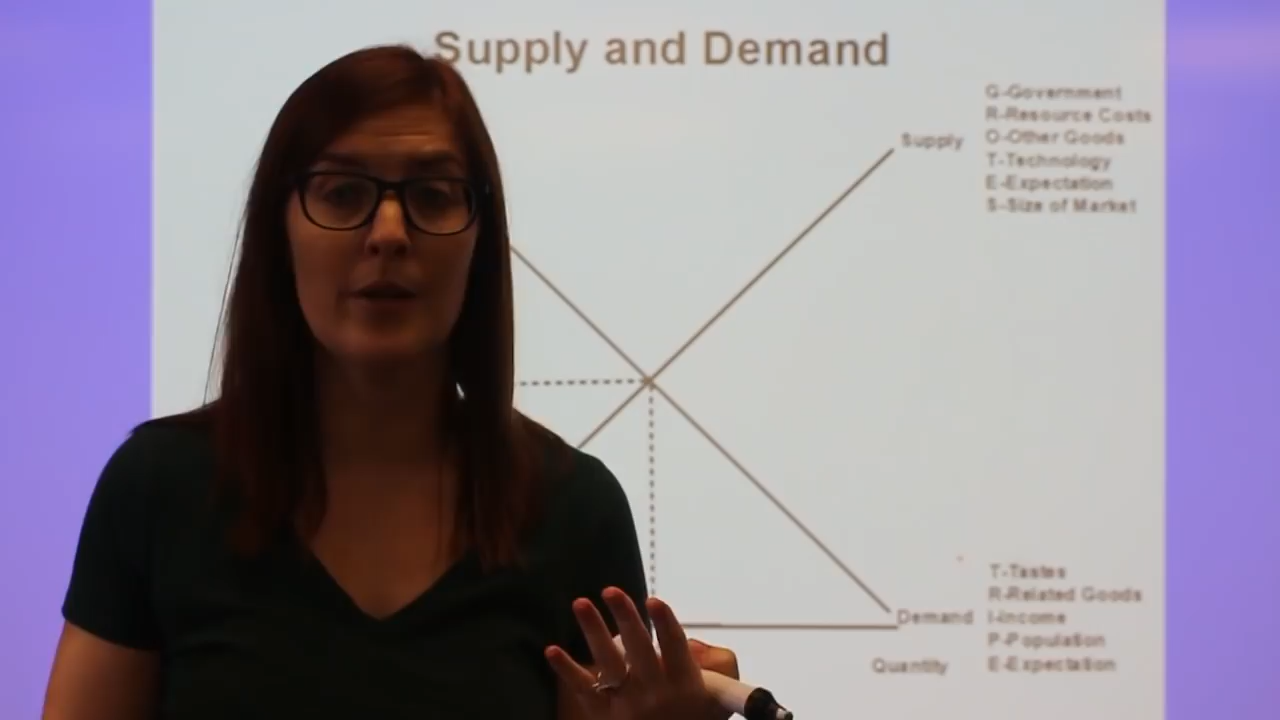 Supply and Demand
G-Government
R-Resource Costs
O-Other Goods
T-Technology
E-Expectation
S-Size of Market
Supply
T-Tastes
R-Related Goods
I-Income
P-Population
E-Expectation
Demand
Quantity